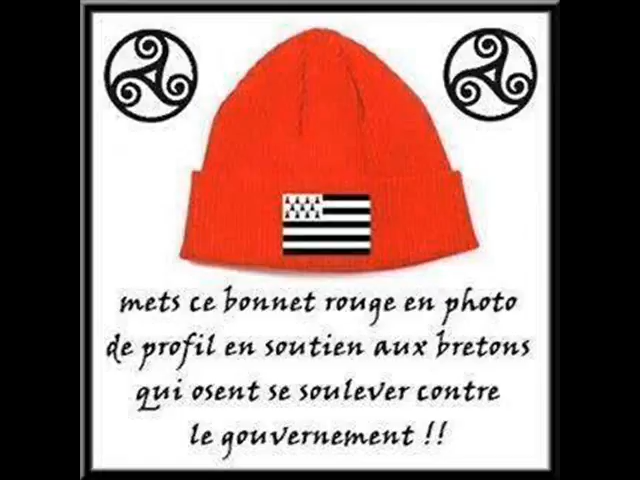 mets ce bonnet rouge en photo
de profil en soutien aux bretons
qui osent se soulever contre
le gouvernement !!